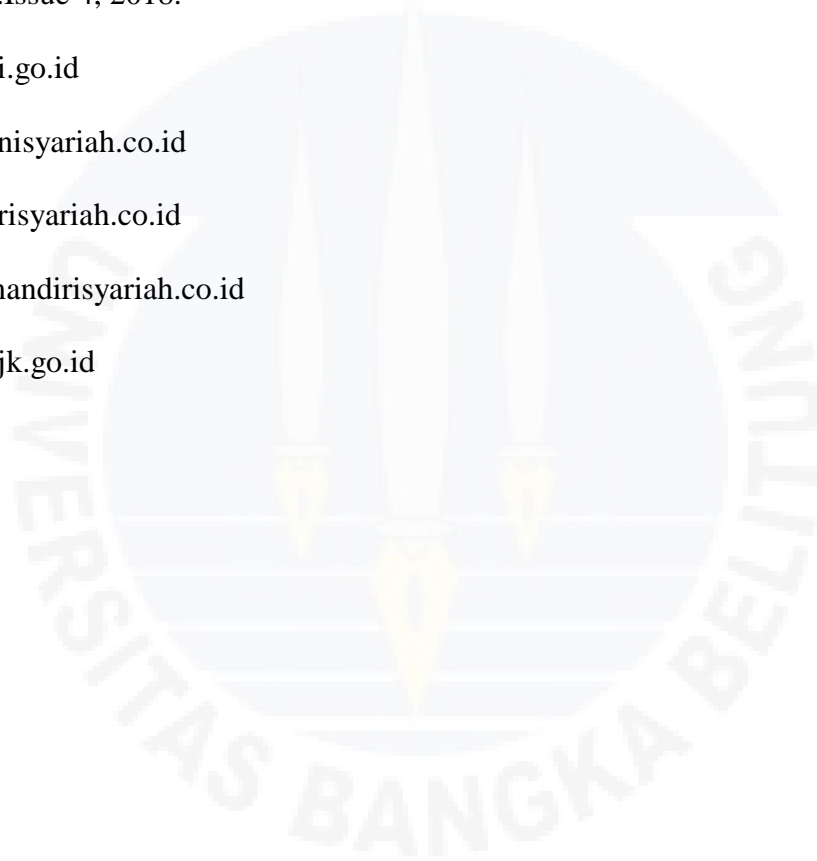 .Issue 4, 2018.
i.go.id
nisyariah.co.id
risyariah.co.id
nandirisyariah.co.id
jk.go.id
UNIVERSITAS BANGKA BELITUNG